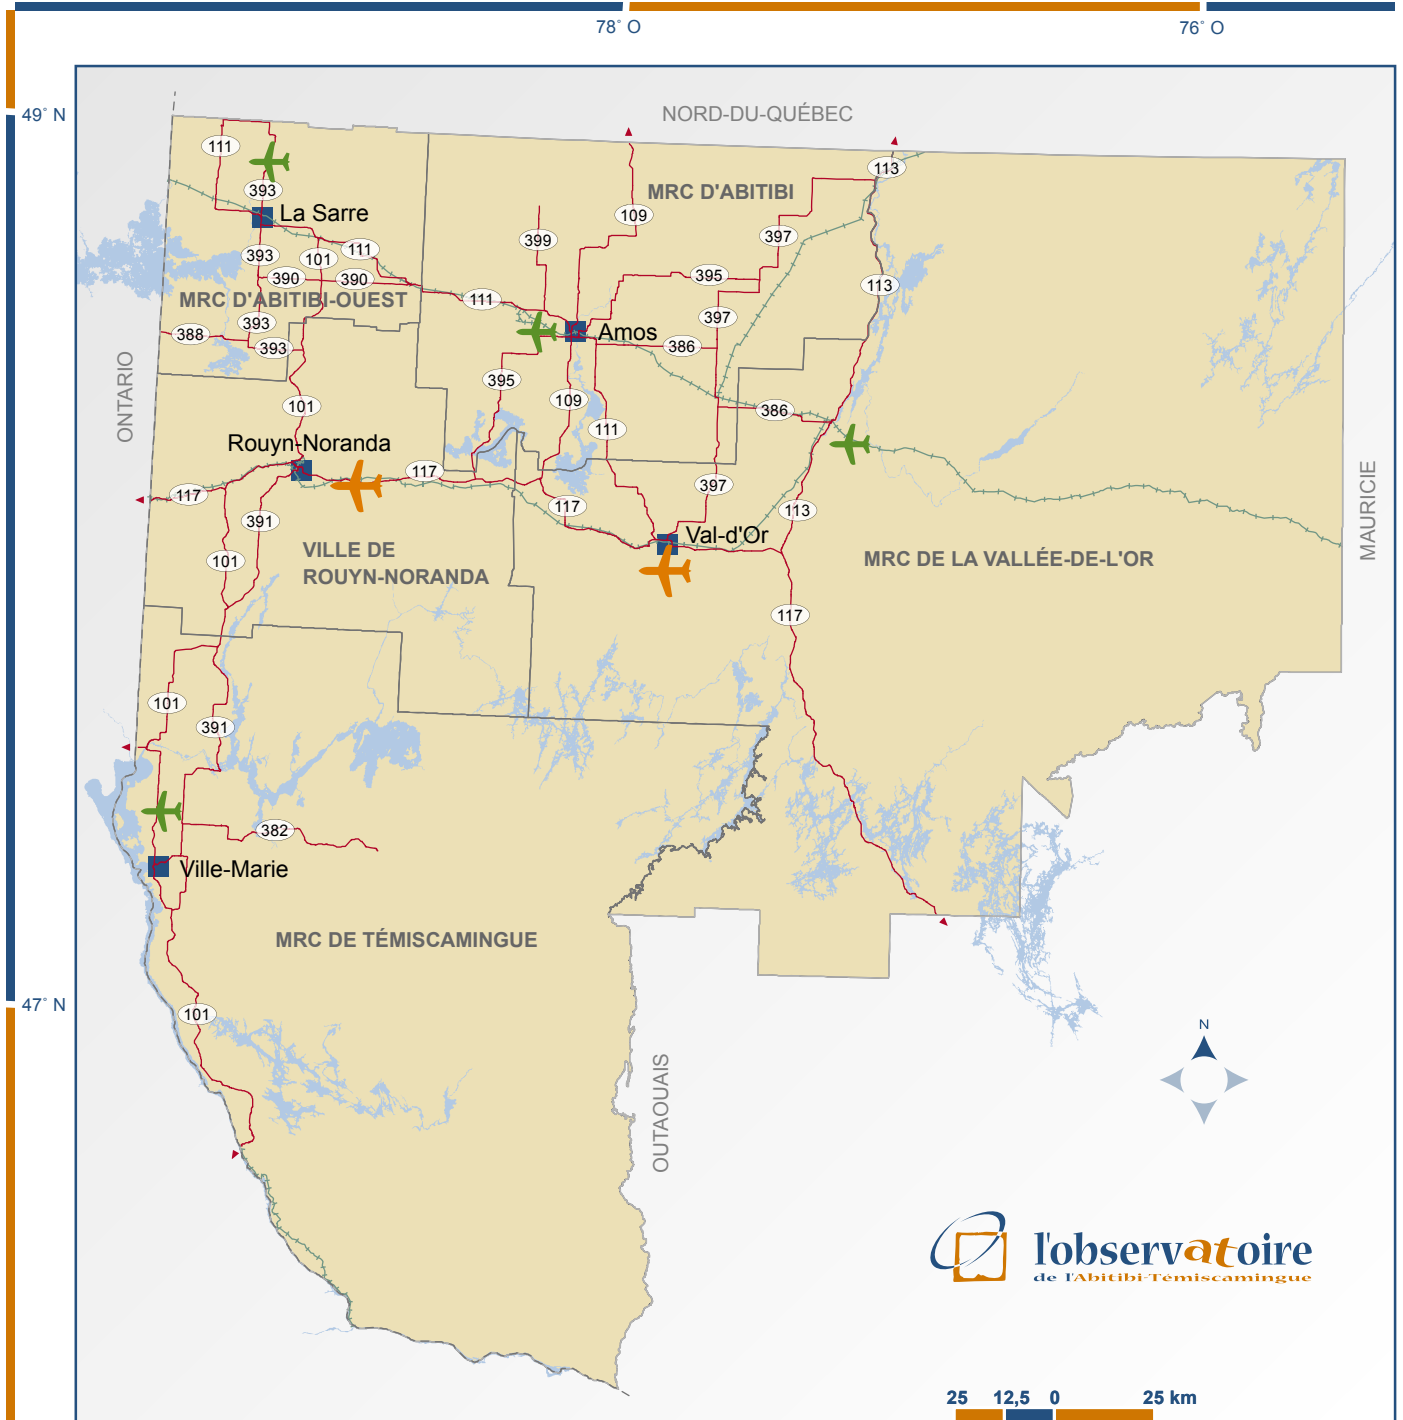 78° O
76° O
49° N
NORD-DU-QUÉBEC
111
113
393
MRC D'ABITIBI
La Sarre
109
397
399
111
393
101
395
390
390
113
MRC D'ABITIBI-OUEST
111
397
393
388
Amos
386
393
ONTARIO
395
109
101
386
111
Rouyn-Noranda
117
MAURICIE
397
117
117
113
391
Val-d'Or
VILLE DE
ROUYN-NORANDA
101
MRC DE LA VALLÉE-DE-L'OR
117
101
391
382
Ville-Marie
MRC DE TÉMISCAMINGUE
47° N
101
N
OUTAOUAIS
l'observatoire
de l'Abitibi-Témiscamingue
25 12,5 0 25 km